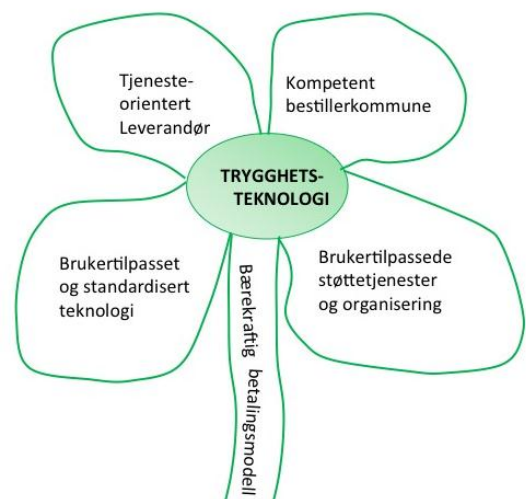 Tjeneste-
orientert
Leverandør
Kompetent
bestillerkommune
TRYGGHETS-
TEKNOLOGI
Brukertilpasset
og standardisert
teknologi
Brukertilpassede
støttetjenester
og organisering
Bærekraftig betalingsmodell